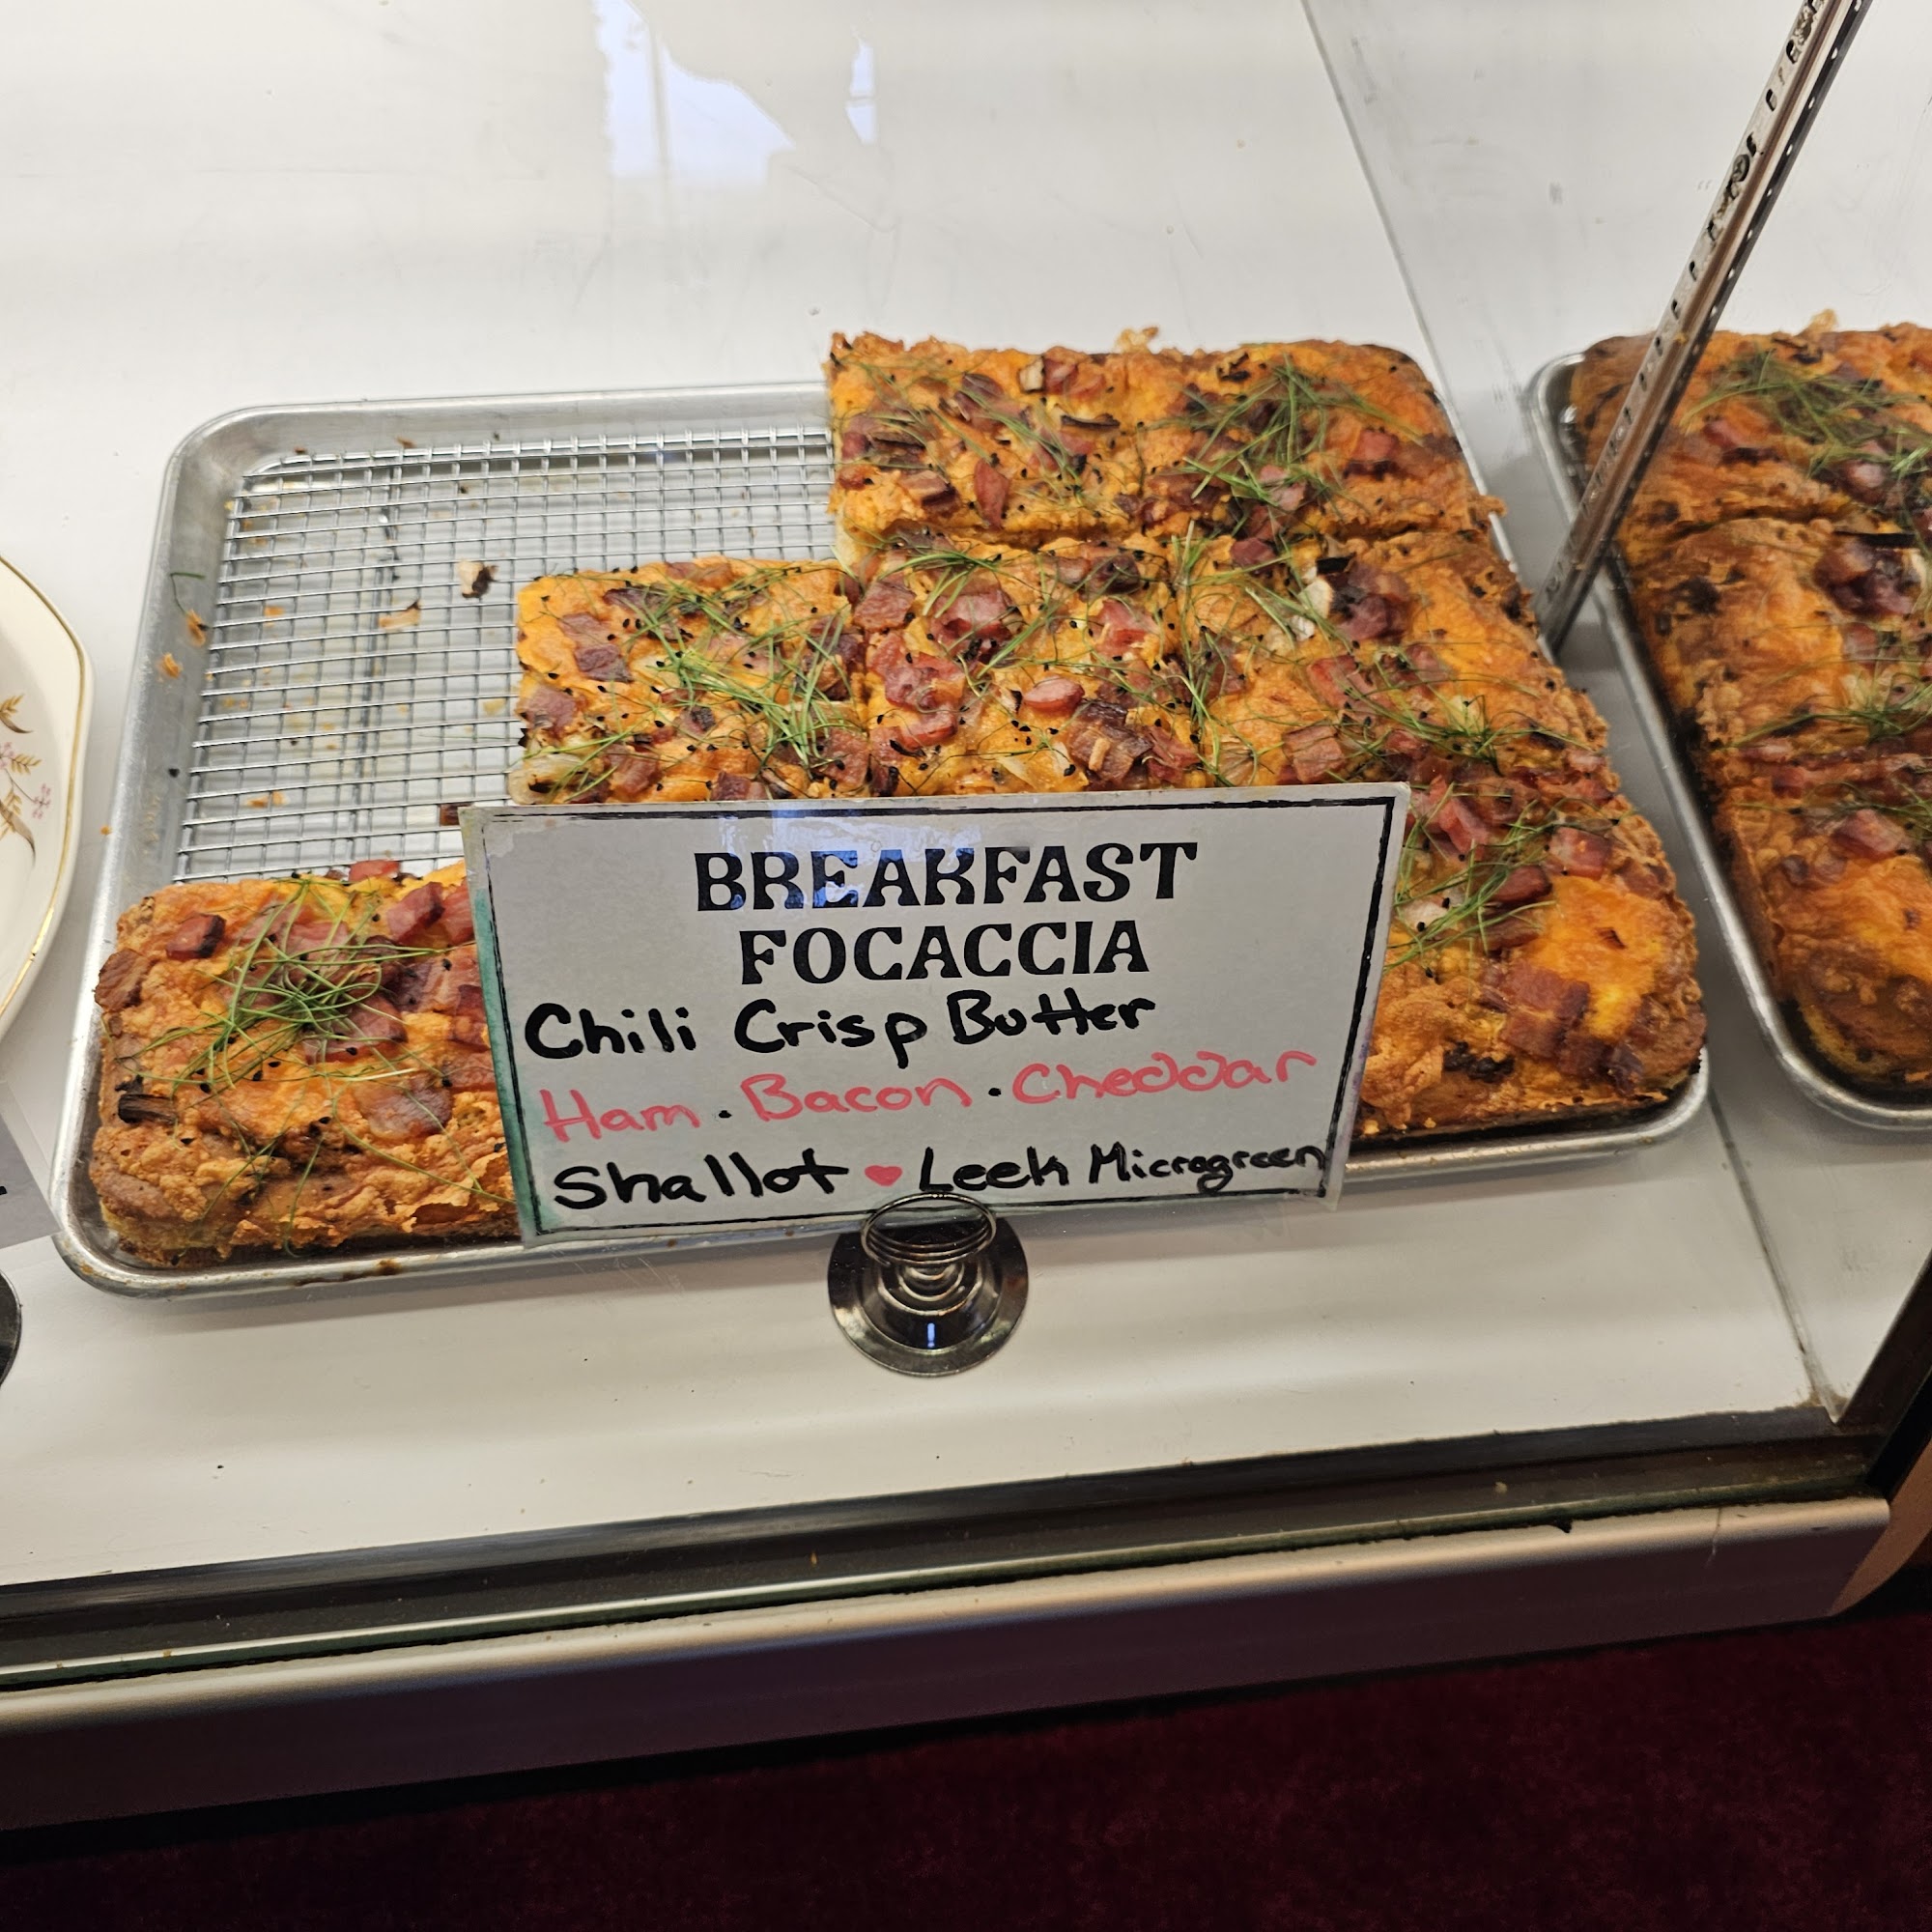 BREAKFAST
FOCACCIA
Chili Crisp Butter
Ham · Bacon · Cheddar
Shallot ♥ Leek Microgreen